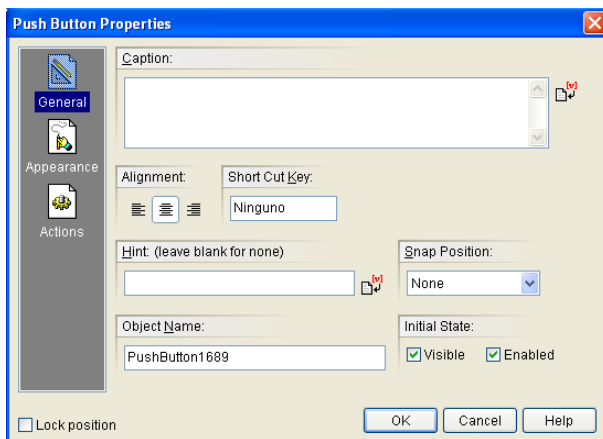 Push Button Properties
General
Appearance
Actions
Caption:
[v]
Alignment:
Short Cut Key:
Ninguno
Hint: (leave blank for none)
[v]
Snap Position:
None
Object Name:
PushButton1689
Initial State:
Visible
Enabled
Lock position
OK
Cancel
Help